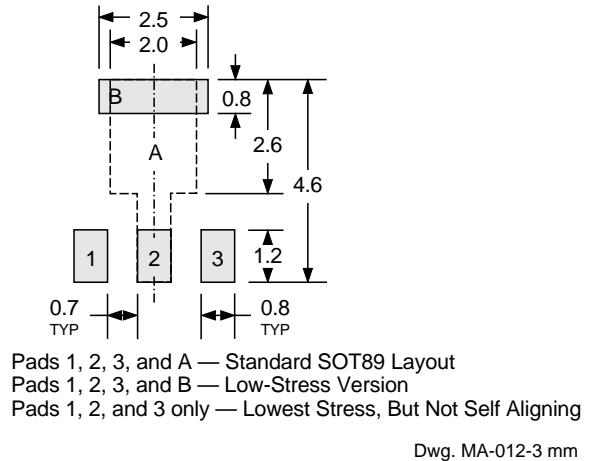 2.5
2.0
B
0.8
A
2.6
4.6
1
2
3
1.2
0.7
TYP
0.8
TYP
Pads 1, 2, 3, and A — Standard SOT89 Layout
Pads 1, 2, 3, and B — Low-Stress Version
Pads 1, 2, and 3 only — Lowest Stress, But Not Self Aligning
Dwg. MA-012-3 mm